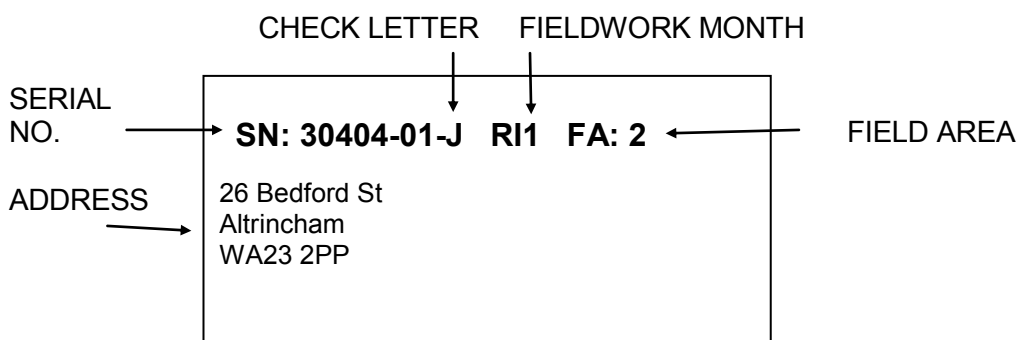 CHECK LETTER FIELDWORK MONTH
SERIAL
NO.
SN: 30404-01-J RI1 FA: 2
FIELD AREA
ADDRESS
26 Bedford St
Altrincham
WA23 2PP